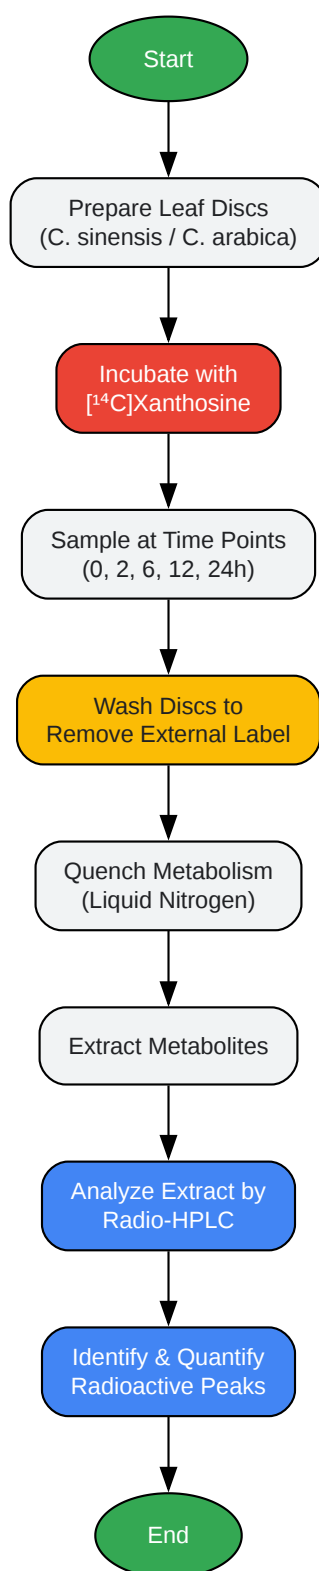 Start
Prepare Leaf Discs
(C. sinensis / C. arabica)
Incubate with
[¹⁴C]Xanthosine
Sample at Time Points
(0, 2, 6, 12, 24h)
Wash Discs to
Remove External Label
Quench Metabolism
(Liquid Nitrogen)
Extract Metabolites
Analyze Extract by
Radio-HPLC
Identify & Quantify
Radioactive Peaks
End